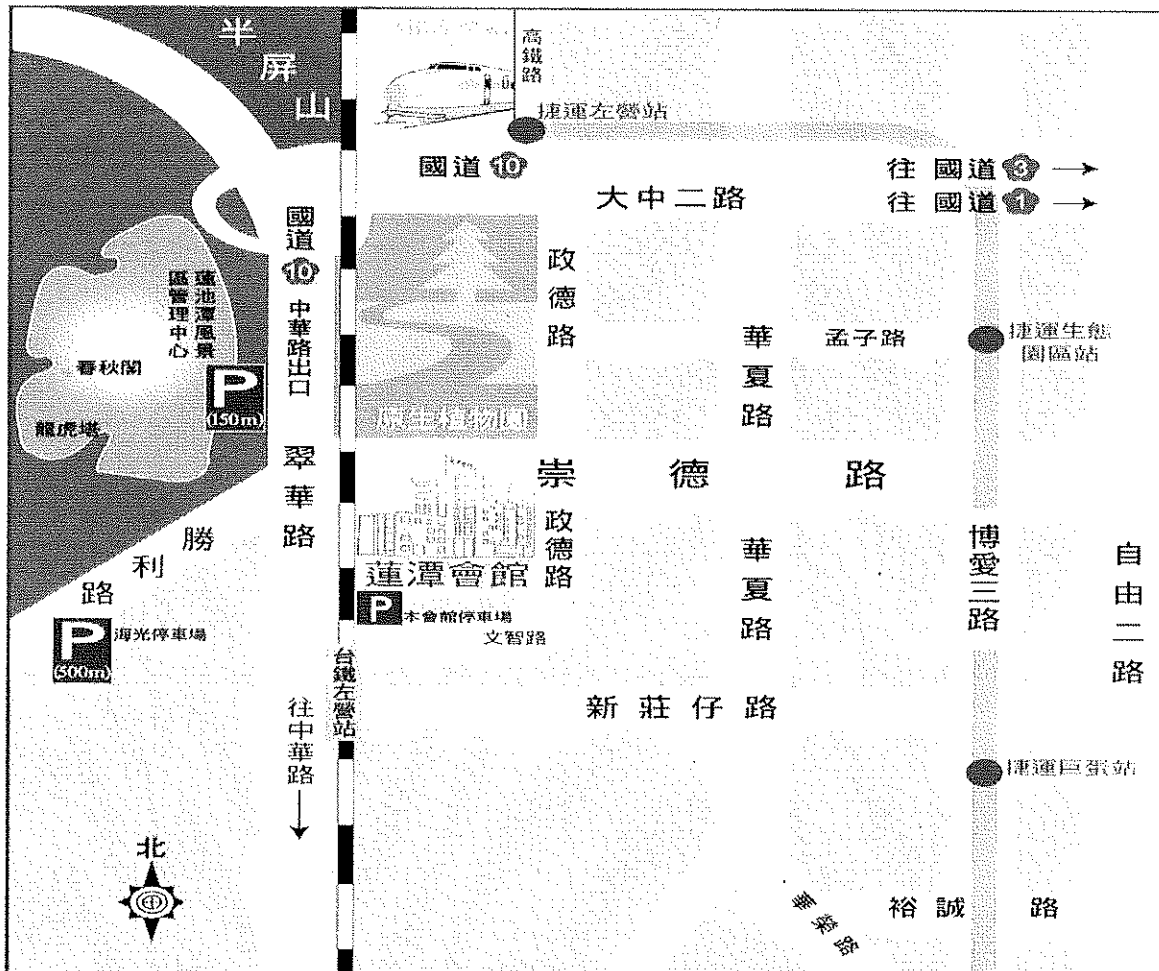 半屏山
高鐵路
捷運左營站
國道 10
往 國道 3 →
大中二路
往 國道 1 →
國道 10 中華路出口
政德路
蓮池潭風景
區管理中心
華夏路
孟子路
捷運生態
園區站
春秋閣
P
(150m)
原生植物園
龍虎塔
翠華路
崇德路
政德路
勝利路
華夏路
博愛三路
自由二路
蓮潭會館
P 本會館停車場
文智路
P
(500m)
海光停車場
台鐵左營站
往中華路
新莊仔路
捷運巨蛋站
北
華榮路
裕誠路